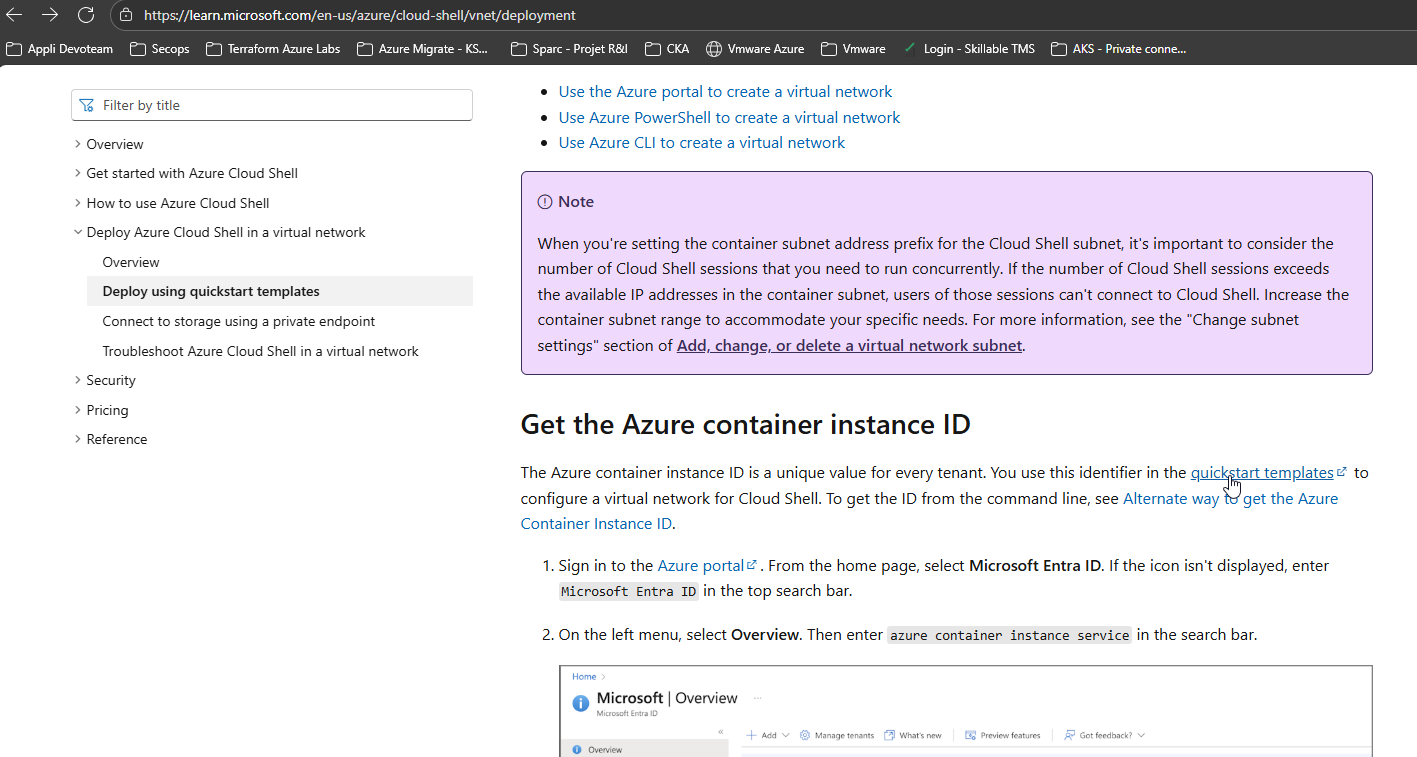 https://learn.microsoft.com/en-us/azure/cloud-shell/vnet/deployment
Appli Devoteam Secops Terraform Azure Labs Azure Migrate - KS... Sparc - Projet R&I CKA Vmware Azure Vmware Login - Skillable TMS AKS - Private conne...
Filter by title
Overview
Get started with Azure Cloud Shell
How to use Azure Cloud Shell
Deploy Azure Cloud Shell in a virtual network
Overview
Deploy using quickstart templates
Connect to storage using a private endpoint
Troubleshoot Azure Cloud Shell in a virtual network
Security
Pricing
Reference
Use the Azure portal to create a virtual network
Use Azure PowerShell to create a virtual network
Use Azure CLI to create a virtual network
Note
When you're setting the container subnet address prefix for the Cloud Shell subnet, it's important to consider the
number of Cloud Shell sessions that you need to run concurrently. If the number of Cloud Shell sessions exceeds
the available IP addresses in the container subnet, users of those sessions can't connect to Cloud Shell. Increase the
container subnet range to accommodate your specific needs. For more information, see the "Change subnet
settings" section of Add, change, or delete a virtual network subnet.
Get the Azure container instance ID
The Azure container instance ID is a unique value for every tenant. You use this identifier in the quickstart templates to
configure a virtual network for Cloud Shell. To get the ID from the command line, see Alternate way to get the Azure
Container Instance ID.
1. Sign in to the Azure portal. From the home page, select Microsoft Entra ID. If the icon isn't displayed, enter
Microsoft Entra ID in the top search bar.
2. On the left menu, select Overview. Then enter azure container instance service in the search bar.
Home >
Microsoft | Overview ...
Microsoft Entra ID
«
Overview
+ Add Manage tenants What's new Preview features Got feedback?